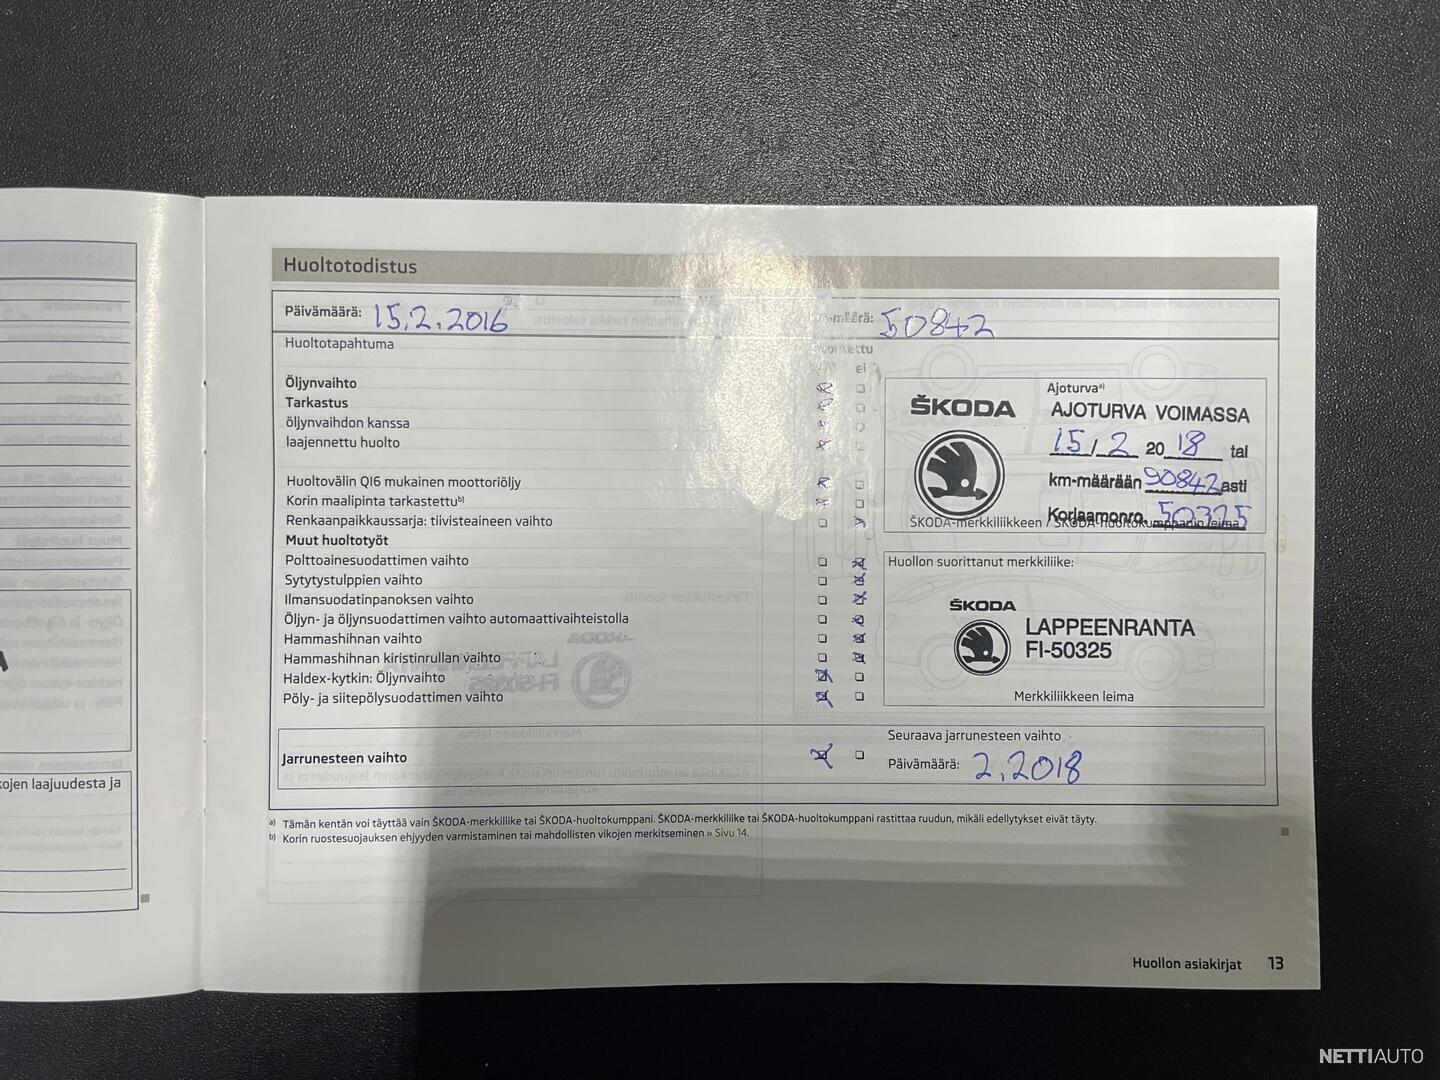 Huoltotodistus
Päivämäärä: 15.2.2016
-määrä: 50842
Huoltotapahtuma
ei
Öljynvaihto
Tarkastus
öljynvaihdon kanssa
laajennettu huolto
Huoltovälin QI6 mukainen moottoriöljy
Korin maalipinta tarkastettu b)
Renkaanpaikkaussarja: tiivisteaineen vaihto
Muut huoltotyöt
Polttoainesuodattimen vaihto
Sytytystulppien vaihto
Ilmansuodatinpanoksen vaihto
Öljyn- ja öljynsuodattimen vaihto automaattivaihteistolla
Hammashihnan vaihto
Hammashihnan kiristinrullan vaihto
Haldex-kytkin: Öljynvaihto
Pöly- ja siitepölysuodattimen vaihto
Ajoturva a)
ŠKODA
AJOTURVA VOIMASSA
15/2 2018 tai
km-määrään 90842 asti
Korjaamonro. 50325
ŠKODA-merkkiliikkeen / ŠKODA-huoltokumppanin leima
Huollon suorittanut merkkiliike:
ŠKODA
LAPPEENRANTA
FI-50325
Merkkiliikkeen leima
Jarrunesteen vaihto
Seuraava jarrunesteen vaihto
Päivämäärä: 2.2018
a) Tämän kentän voi täyttää vain ŠKODA-merkkiliike tai ŠKODA-huoltokumppani. ŠKODA-merkkiliike tai ŠKODA-huoltokumppani rastittaa ruudun, mikäli edellytykset eivät täyty.
b) Korin ruostesuojauksen ehjyyden varmistaminen tai mahdollisten vikojen merkitseminen » Sivu 14.
kojen laajuudesta ja
Huollon asiakirjat 13
NETTIAUTO